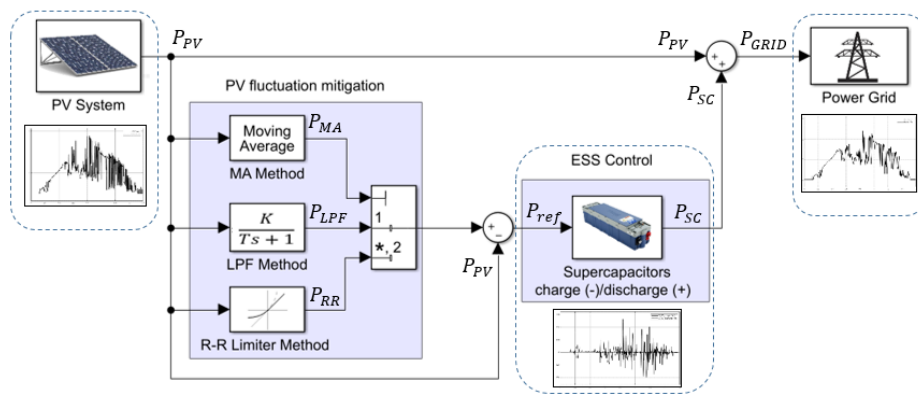 P_PV
P_PV
P_GRID
PV System
PV fluctuation mitigation
P_SC
Power Grid
Moving
Average
P_MA
MA Method
ESS Control
1
*, 2
K
Ts + 1
P_LPF
LPF Method
+
−
P_PV
P_ref
P_SC
Supercapacitors
charge (-)/discharge (+)
P_RR
R-R Limiter Method
+
+